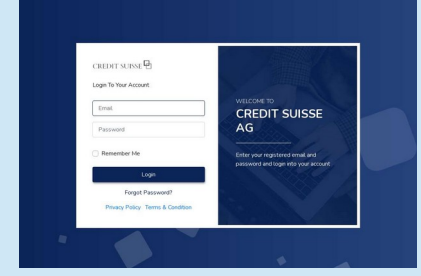 CREDIT SUISSE
Login To Your Account
Email
Password
Remember Me
Login
Forgot Password?
Privacy Policy Terms & Condition
WELCOME TO
CREDIT SUISSE
AG
Enter your registered email and
password and login into your account